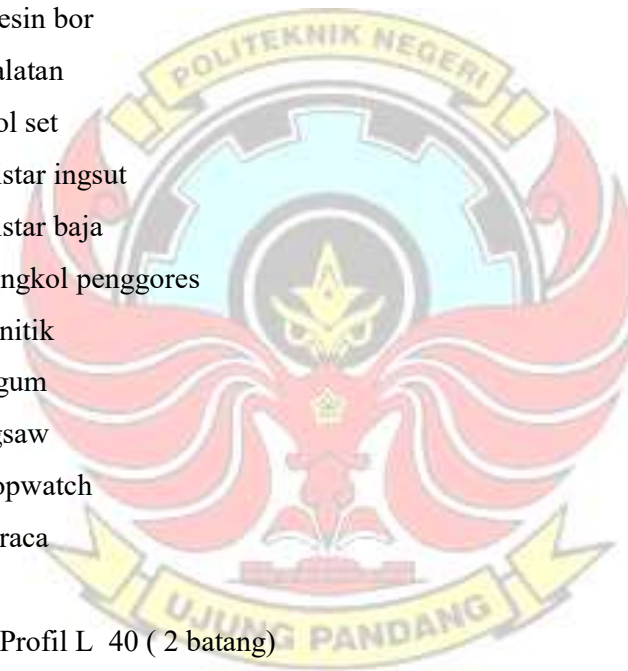 esin bor
alatan
ol set
istar ingsut
istar baja
ngkol penggores
nitik
gum
gsaw
opwatch
raca
Profil L 40 ( 2 batang)
POLITEKNIK NEGERI
UJUNG PANDANG